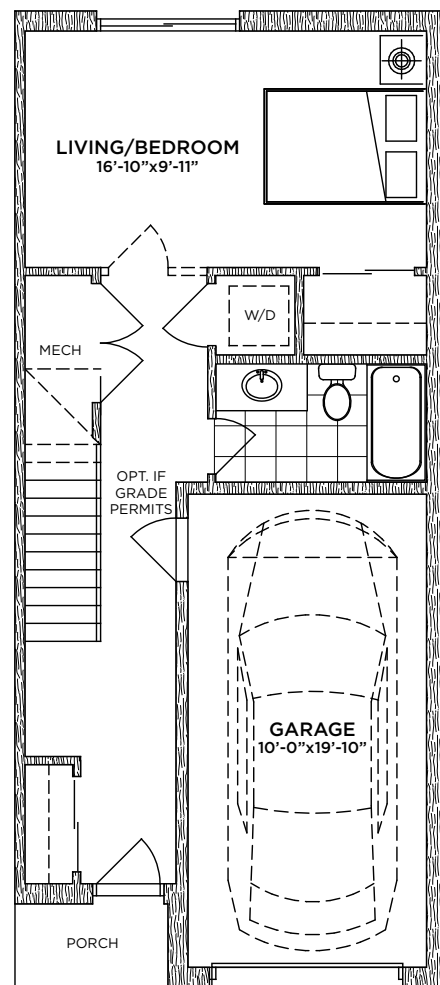 LIVING/BEDROOM
16’-10”x9’-11”
W/D
MECH
OPT. IF
GRADE
PERMITS
GARAGE
10’-0”x19’-10”
PORCH